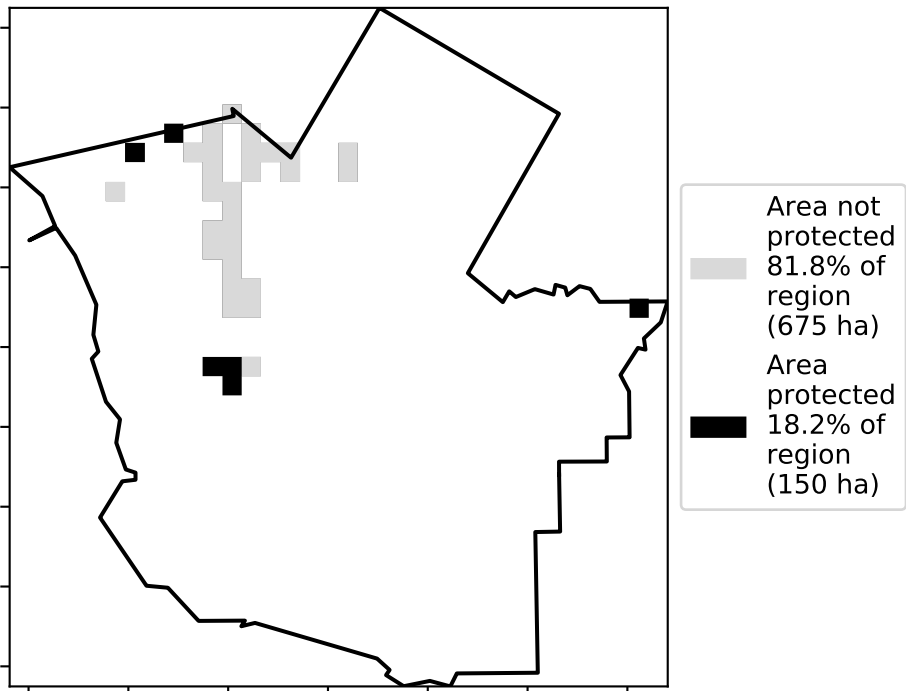 Area not
protected
81.8% of
region
(675 ha)
Area
protected
18.2% of
region
(150 ha)